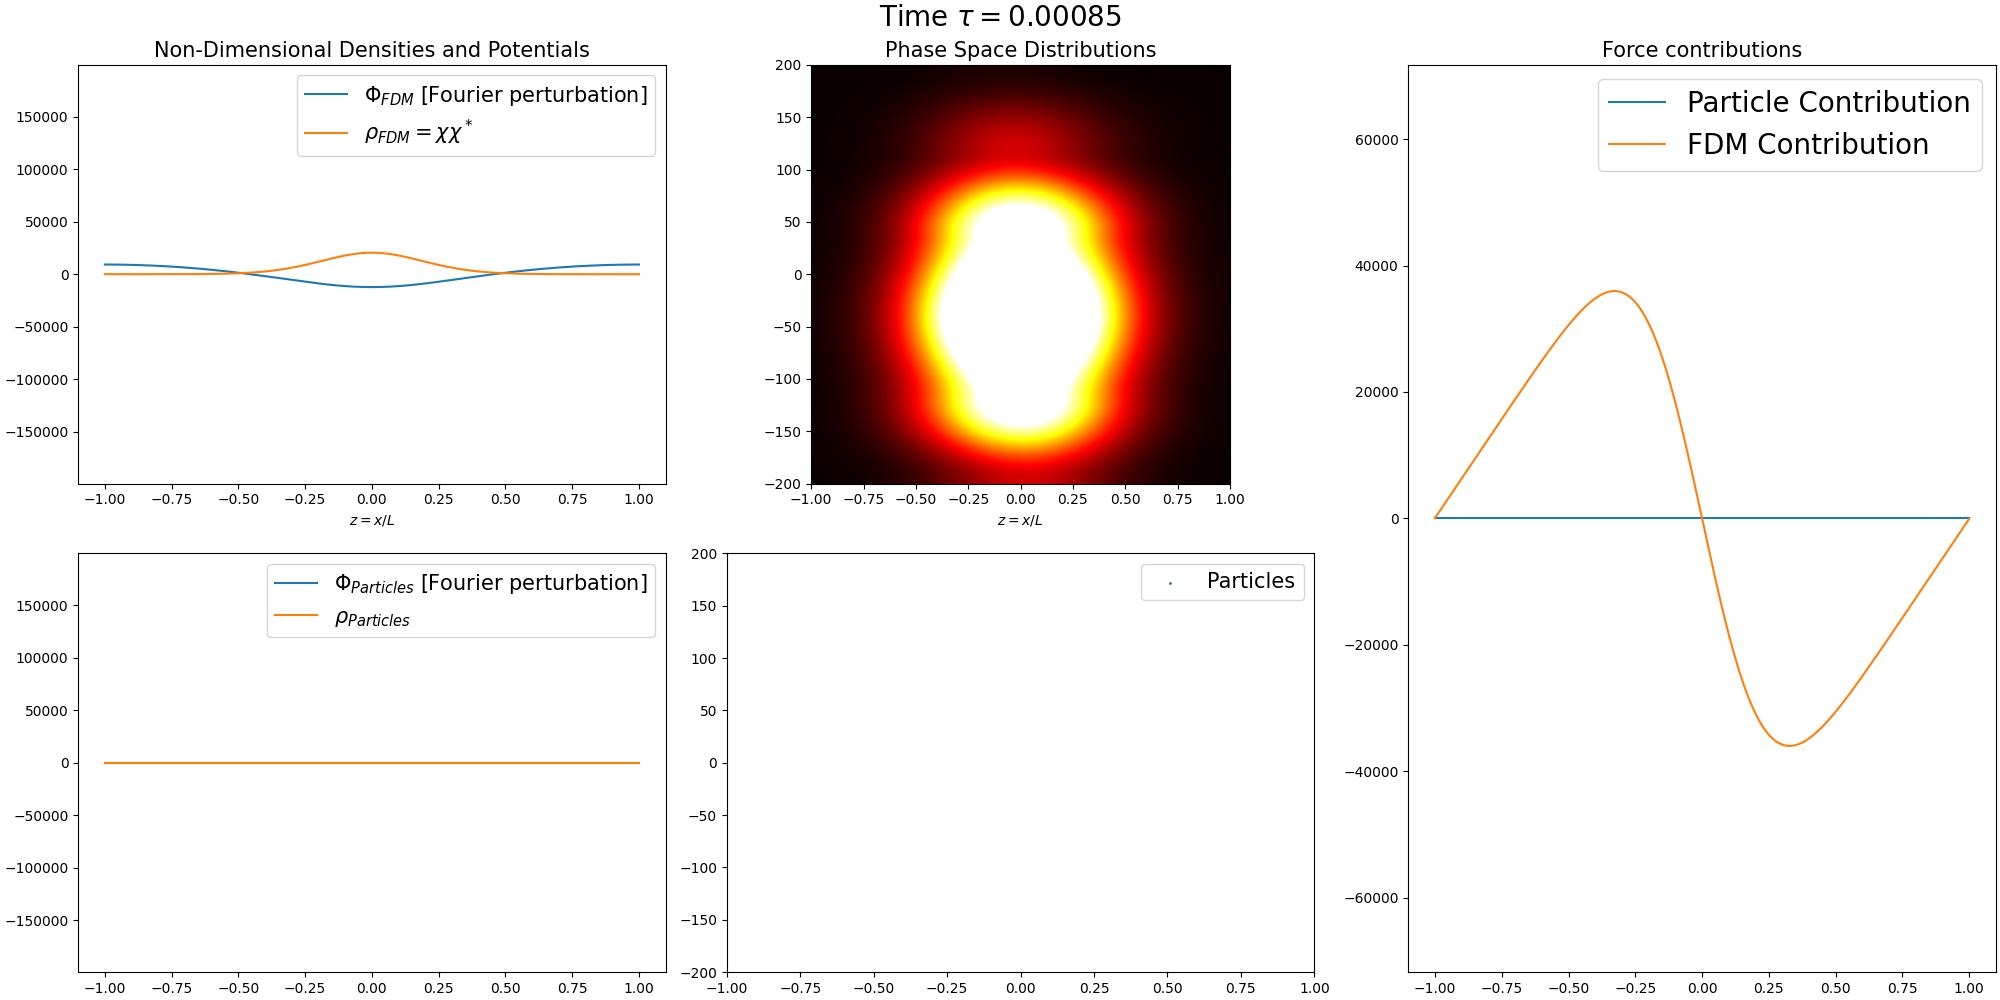 Time τ = 0.00085
Non-Dimensional Densities and Potentials
150000
100000
50000
0
−50000
−100000
−150000
Φ_FDM [Fourier perturbation]
ρ_FDM = χχ*
−1.00 −0.75 −0.50 −0.25 0.00 0.25 0.50 0.75 1.00
z = x/L
Phase Space Distributions
200
150
100
50
0
−50
−100
−150
−200
−1.00 −0.75 −0.50 −0.25 0.00 0.25 0.50 0.75 1.00
z = x/L
Force contributions
60000
40000
20000
0
−20000
−40000
−60000
Particle Contribution
FDM Contribution
−1.00 −0.75 −0.50 −0.25 0.00 0.25 0.50 0.75 1.00
150000
100000
50000
0
−50000
−100000
−150000
Φ_Particles [Fourier perturbation]
ρ_Particles
−1.00 −0.75 −0.50 −0.25 0.00 0.25 0.50 0.75 1.00
200
150
100
50
0
−50
−100
−150
−200
Particles
−1.00 −0.75 −0.50 −0.25 0.00 0.25 0.50 0.75 1.00